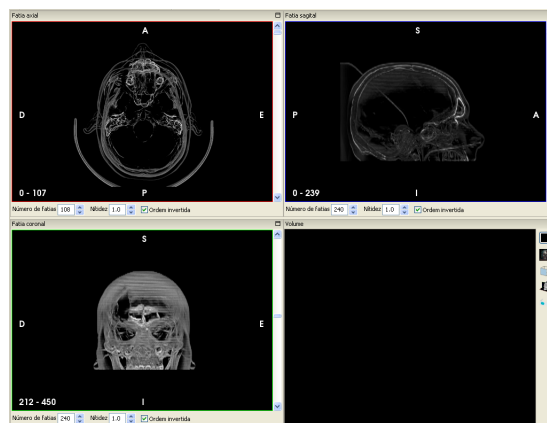 Fatia axial
A
D
E
P
0 - 107
Número de fatias 108 Nitidez 1.0 Ordem invertida
Fatia sagital
S
P
A
I
0 - 239
Número de fatias 240 Nitidez 1.0 Ordem invertida
Fatia coronal
S
D
E
I
212 - 450
Número de fatias 240 Nitidez 1.0 Ordem invertida
Volume